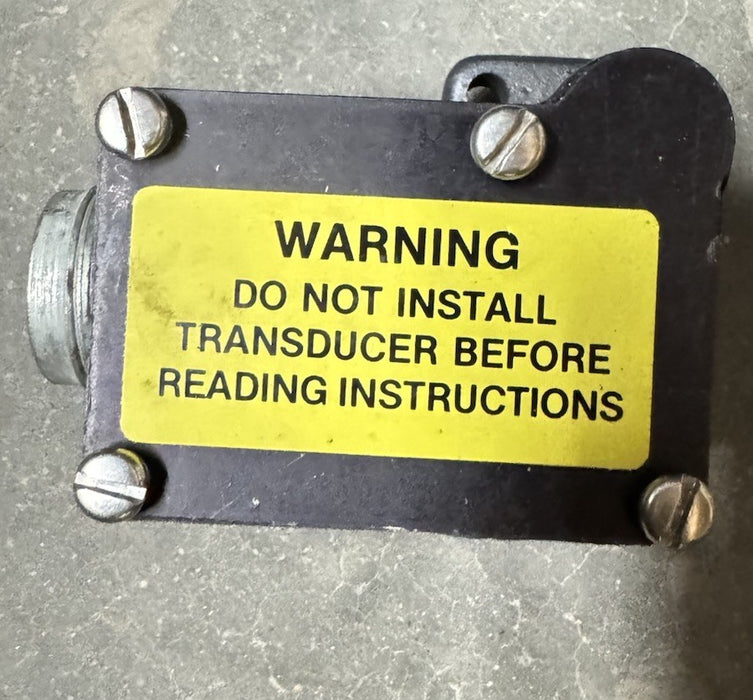 WARNING
DO NOT INSTALL
TRANSDUCER BEFORE
READING INSTRUCTIONS